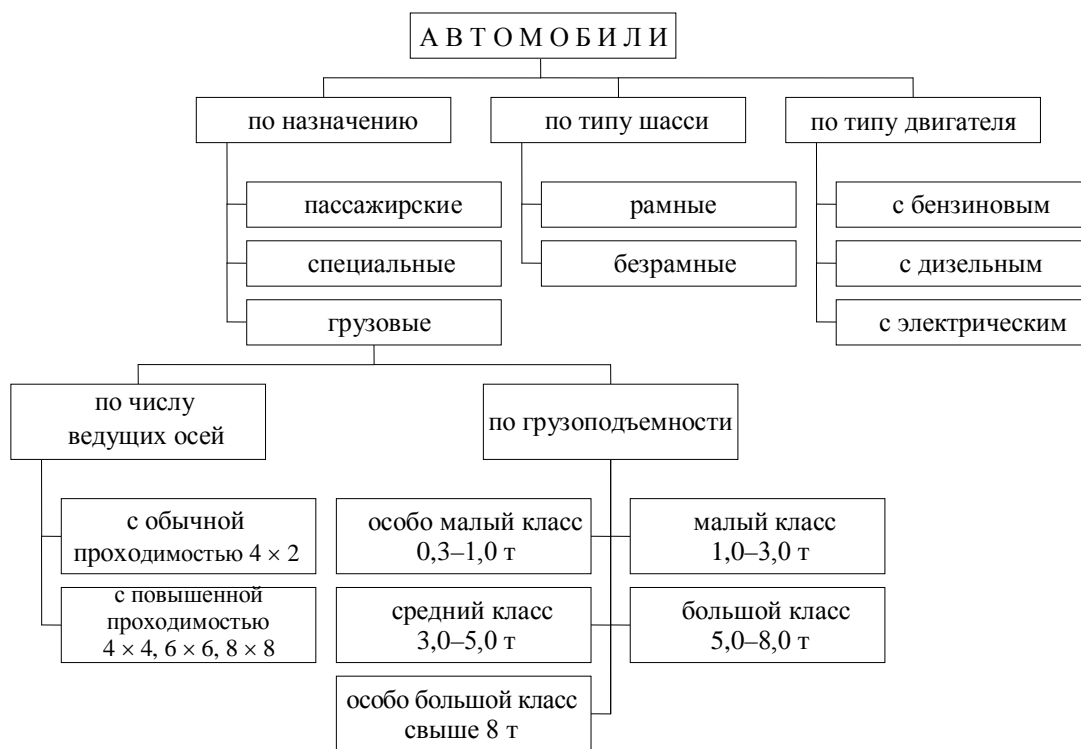 А В Т О М О Б И Л И
по назначению
по типу шасси
по типу двигателя
пассажирские
рамные
с бензиновым
специальные
безрамные
с дизельным
грузовые
с электрическим
по числу
ведущих осей
по грузоподъемности
с обычной
проходимостью 4 × 2
особо малый класс
0,3–1,0 т
малый класс
1,0–3,0 т
с повышенной
проходимостью
4 × 4, 6 × 6, 8 × 8
средний класс
3,0–5,0 т
большой класс
5,0–8,0 т
особо большой класс
свыше 8 т